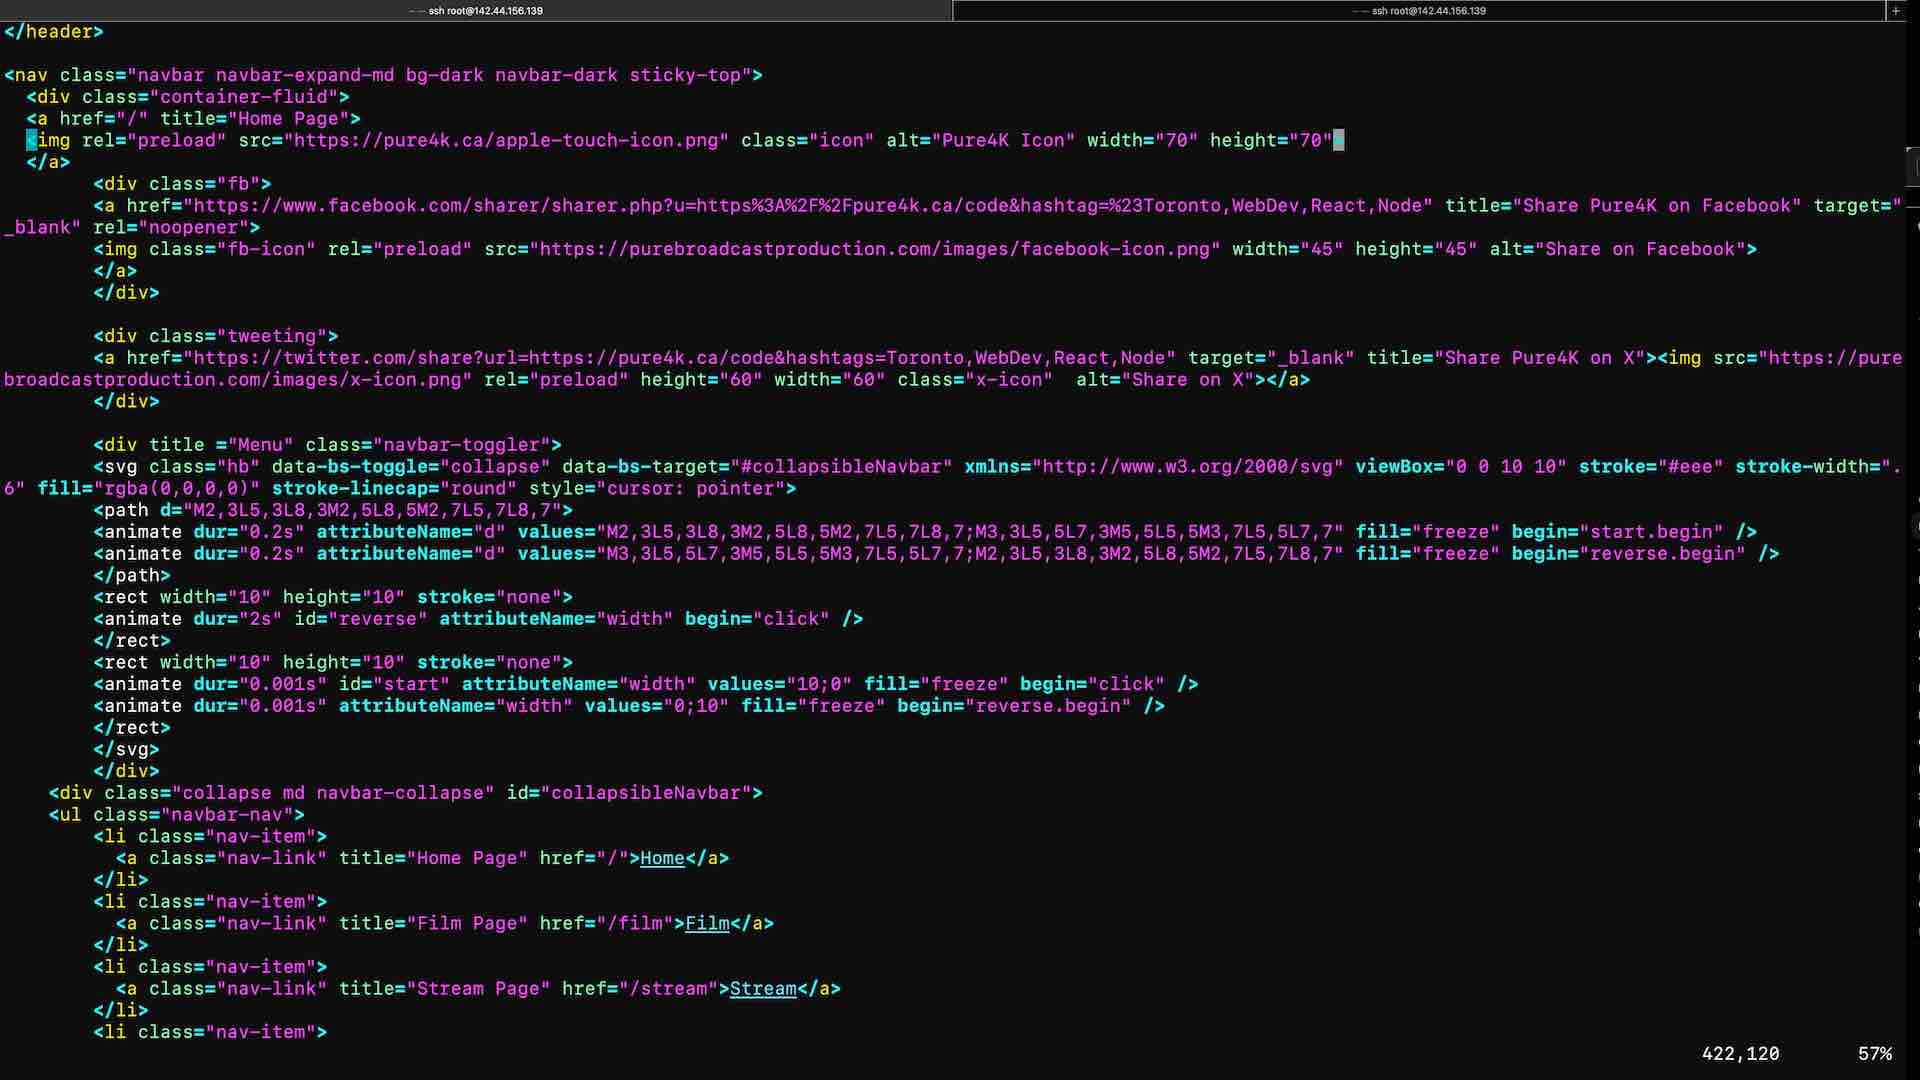 ssh root@142.44.156.139
ssh root@142.44.156.139
+
</header>
<nav class="navbar navbar-expand-md bg-dark navbar-dark sticky-top">
<div class="container-fluid">
<a href="/" title="Home Page">
<img rel="preload" src="https://pure4k.ca/apple-touch-icon.png" class="icon" alt="Pure4K Icon" width="70" height="70">
</a>
<div class="fb">
<a href="https://www.facebook.com/sharer/sharer.php?u=https%3A%2F%2Fpure4k.ca/code&hashtag=%23Toronto,WebDev,React,Node" title="Share Pure4K on Facebook" target="
_blank" rel="noopener">
<img class="fb-icon" rel="preload" src="https://purebroadcastproduction.com/images/facebook-icon.png" width="45" height="45" alt="Share on Facebook">
</a>
</div>
<div class="tweeting">
<a href="https://twitter.com/share?url=https://pure4k.ca/code&hashtags=Toronto,WebDev,React,Node" target="_blank" title="Share Pure4K on X"><img src="https://pure
broadcastproduction.com/images/x-icon.png" rel="preload" height="60" width="60" class="x-icon"  alt="Share on X"></a>
</div>
<div title ="Menu" class="navbar-toggler">
<svg class="hb" data-bs-toggle="collapse" data-bs-target="#collapsibleNavbar" xmlns="http://www.w3.org/2000/svg" viewBox="0 0 10 10" stroke="#eee" stroke-width=".
6" fill="rgba(0,0,0,0)" stroke-linecap="round" style="cursor: pointer">
<path d="M2,3L5,3L8,3M2,5L8,5M2,7L5,7L8,7">
<animate dur="0.2s" attributeName="d" values="M2,3L5,3L8,3M2,5L8,5M2,7L5,7L8,7;M3,3L5,5L7,3M5,5L5,5M3,7L5,5L7,7" fill="freeze" begin="start.begin" />
<animate dur="0.2s" attributeName="d" values="M3,3L5,5L7,3M5,5L5,5M3,7L5,5L7,7;M2,3L5,3L8,3M2,5L8,5M2,7L5,7L8,7" fill="freeze" begin="reverse.begin" />
</path>
<rect width="10" height="10" stroke="none">
<animate dur="2s" id="reverse" attributeName="width" begin="click" />
</rect>
<rect width="10" height="10" stroke="none">
<animate dur="0.001s" id="start" attributeName="width" values="10;0" fill="freeze" begin="click" />
<animate dur="0.001s" attributeName="width" values="0;10" fill="freeze" begin="reverse.begin" />
</rect>
</svg>
</div>
<div class="collapse md navbar-collapse" id="collapsibleNavbar">
<ul class="navbar-nav">
<li class="nav-item">
<a class="nav-link" title="Home Page" href="/">Home</a>
</li>
<li class="nav-item">
<a class="nav-link" title="Film Page" href="/film">Film</a>
</li>
<li class="nav-item">
<a class="nav-link" title="Stream Page" href="/stream">Stream</a>
</li>
<li class="nav-item">
422,120 57%